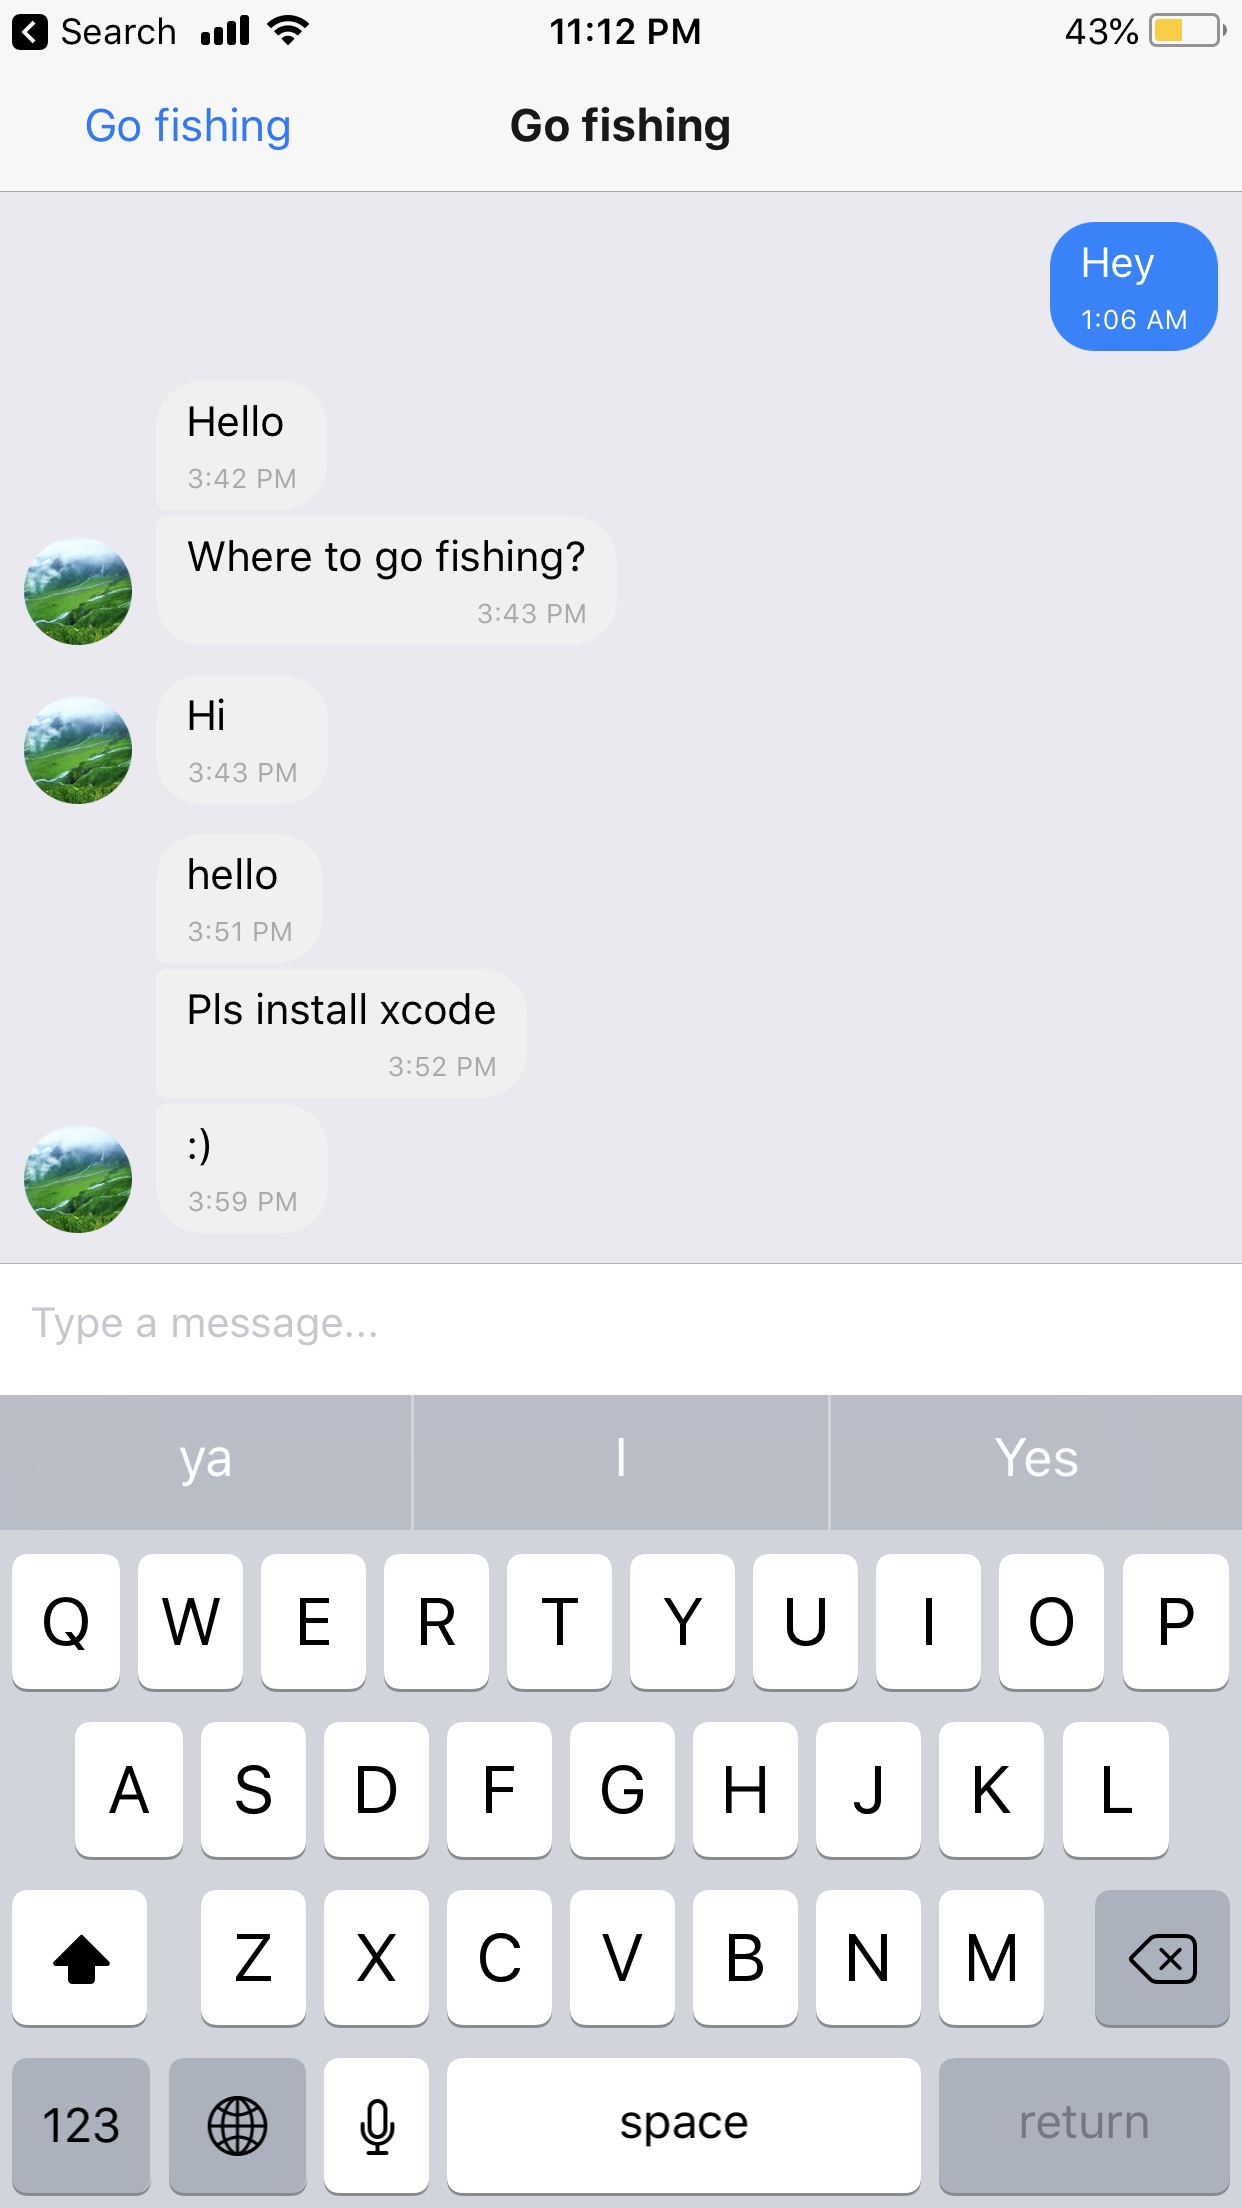 Search 11:12 PM 43%
Go fishing Go fishing
Hey
1:06 AM
Hello
3:42 PM
Where to go fishing?
3:43 PM
Hi
3:43 PM
hello
3:51 PM
Pls install xcode
3:52 PM
:)
3:59 PM
Type a message...
ya I Yes
Q W E R T Y U I O P
A S D F G H J K L
Z X C V B N M
123 space return